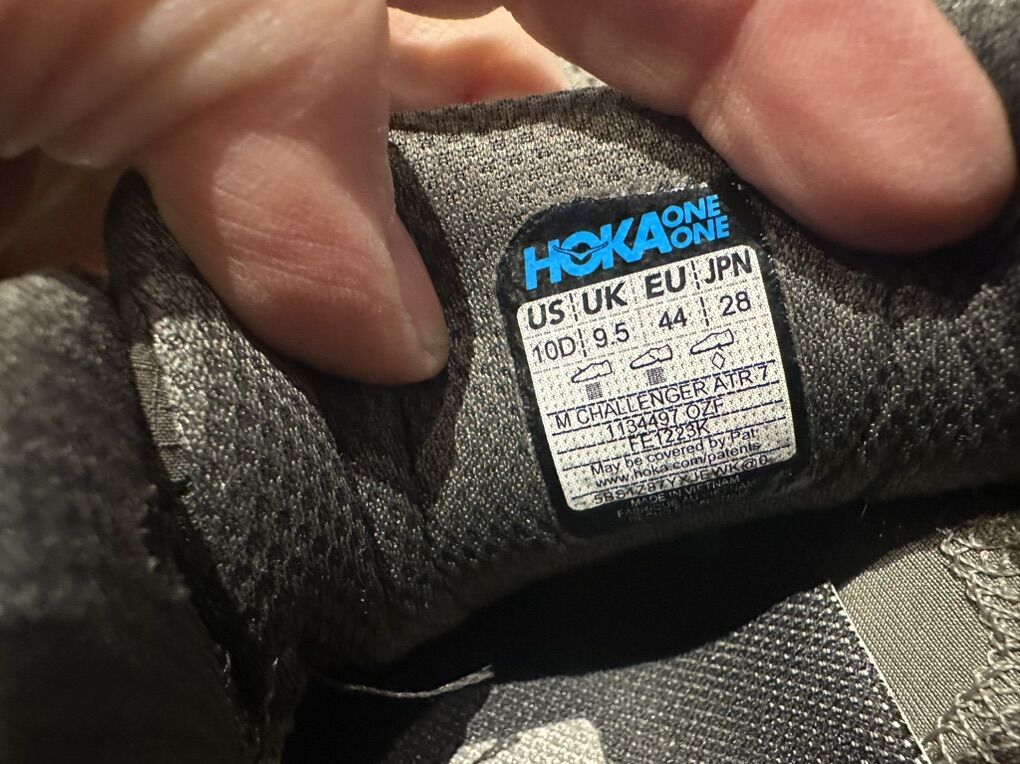 HOKA ONE ONE
US UK EU JPN
10D 9.5 44 28
M CHALLENGER ATR 7
1134497 OZF
FE1223K
May be covered by Pat:
www.hoka.com/patents
MADE IN VIETNAM